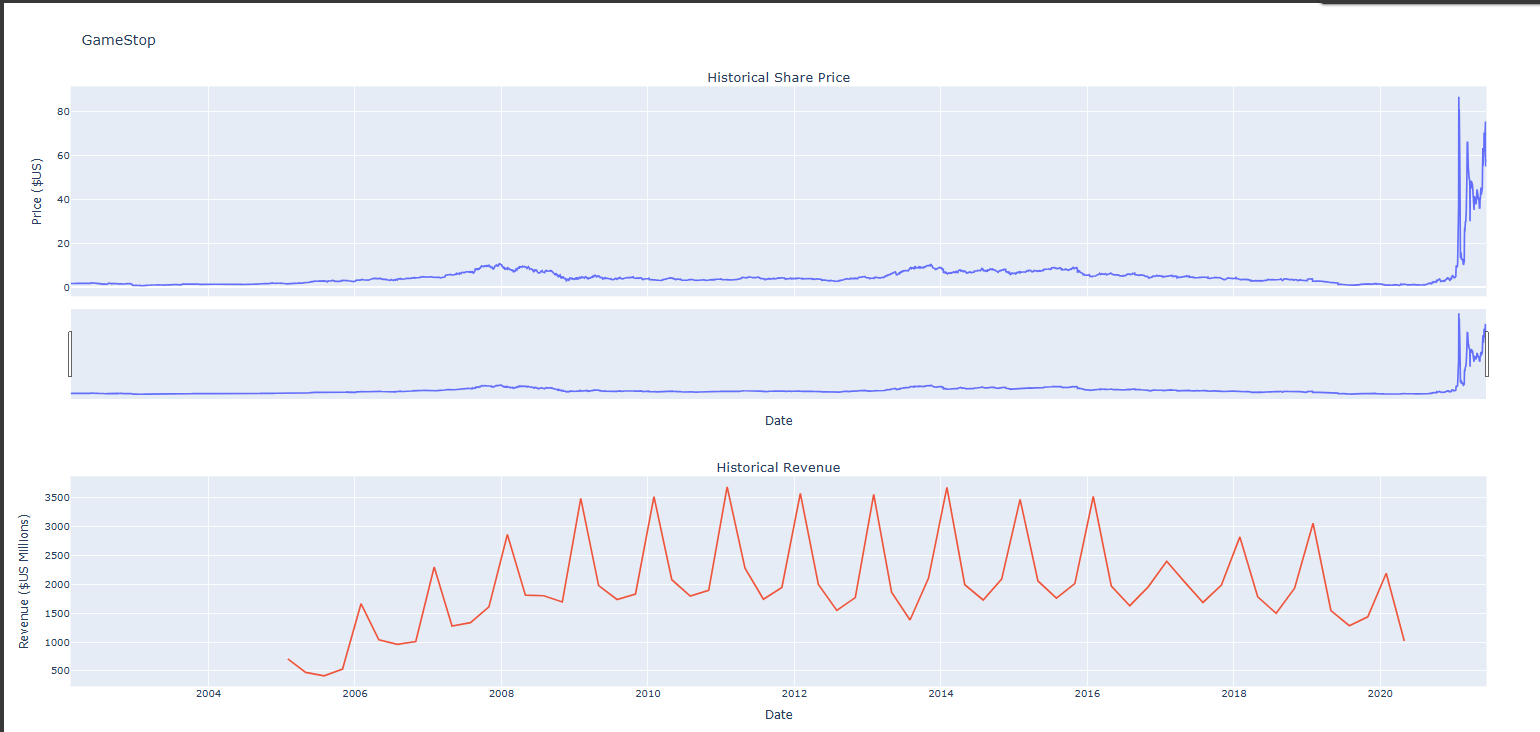 GameStop
Historical Share Price
Price ($US)
80
60
40
20
0
Date
Historical Revenue
Revenue ($US Millions)
3500
3000
2500
2000
1500
1000
500
2004 2006 2008 2010 2012 2014 2016 2018 2020
Date